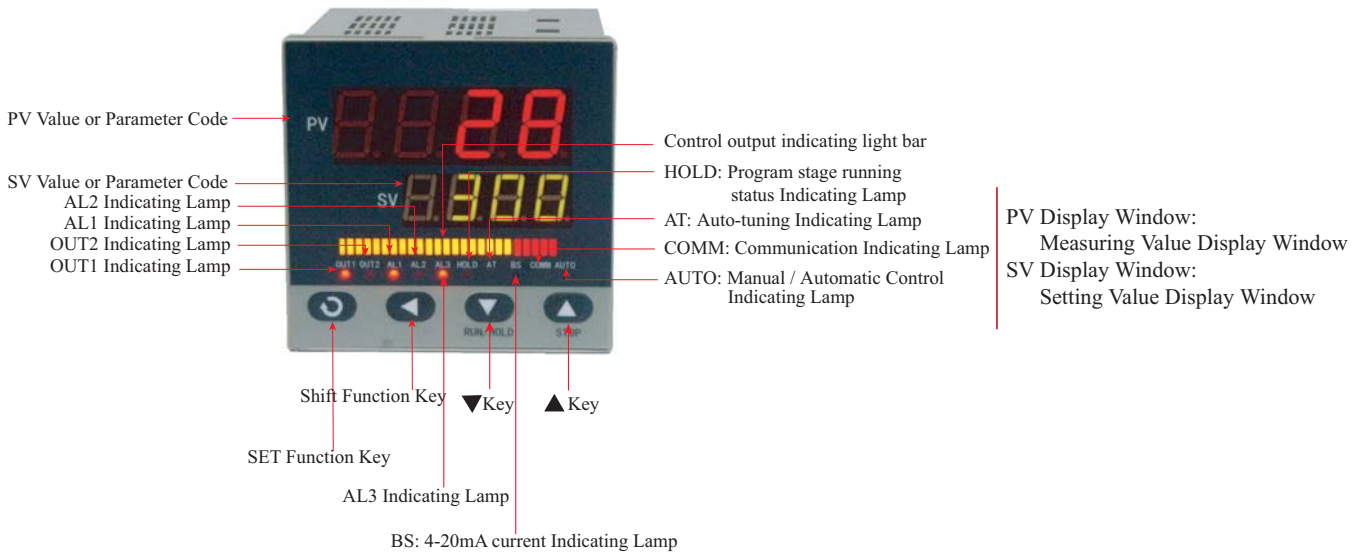 PV Value or Parameter Code
SV Value or Parameter Code
AL2 Indicating Lamp
AL1 Indicating Lamp
OUT2 Indicating Lamp
OUT1 Indicating Lamp
PV
28
SV
300
OUT1 OUT2 AL1 AL2 AL3 HOLD AT BS COMM AUTO
RUN/HOLD
STOP
Control output indicating light bar
HOLD: Program stage running
status Indicating Lamp
AT: Auto-tuning Indicating Lamp
COMM: Communication Indicating Lamp
AUTO: Manual / Automatic Control
Indicating Lamp
PV Display Window:
Measuring Value Display Window
SV Display Window:
Setting Value Display Window
Shift Function Key
▼Key
▲Key
SET Function Key
AL3 Indicating Lamp
BS: 4-20mA current Indicating Lamp